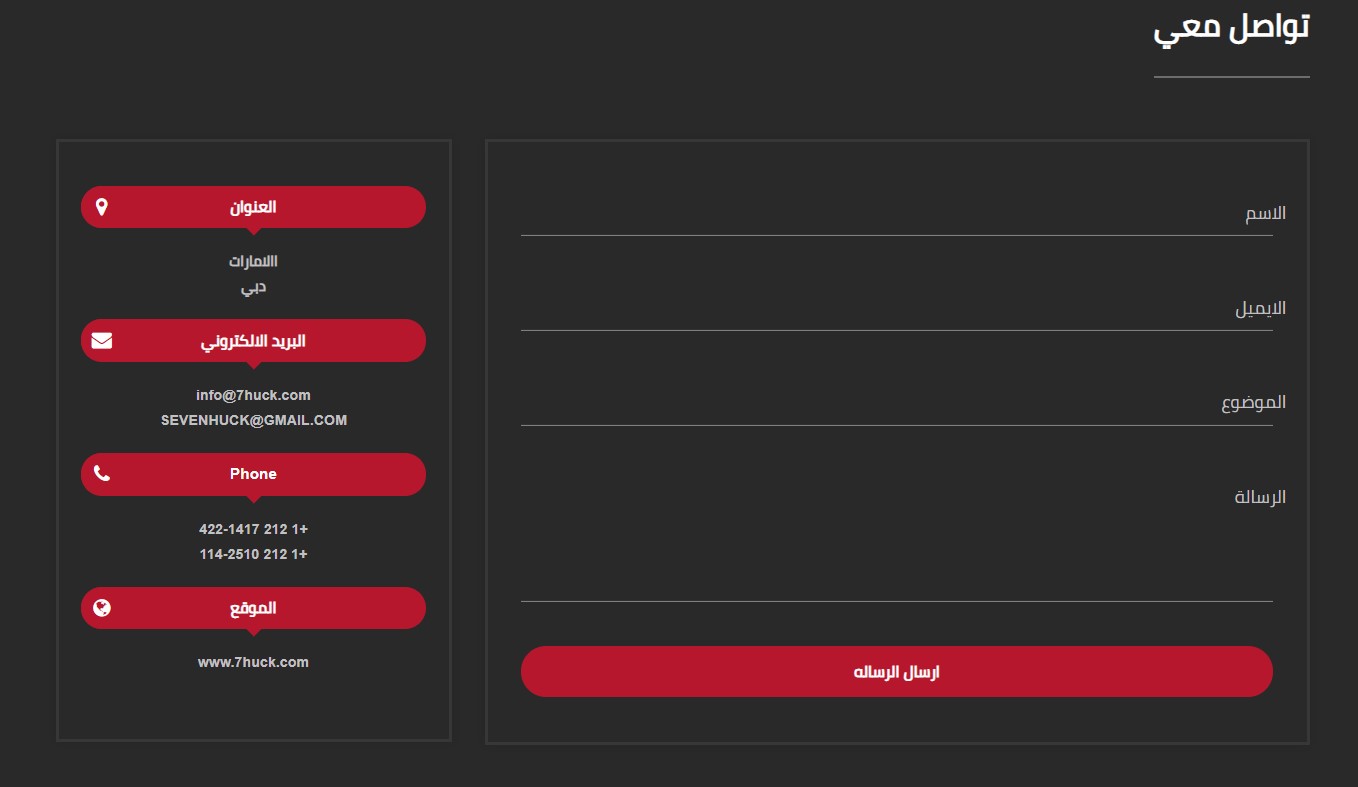 تواصل معي
الاسم
الايميل
الموضوع
الرسالة
ارسال الرساله
العنوان
االامارات
دبي
البريد الالكتروني
info@7huck.com
SEVENHUCK@GMAIL.COM
Phone
422-1417 212 1+
114-2510 212 1+
الموقع
www.7huck.com